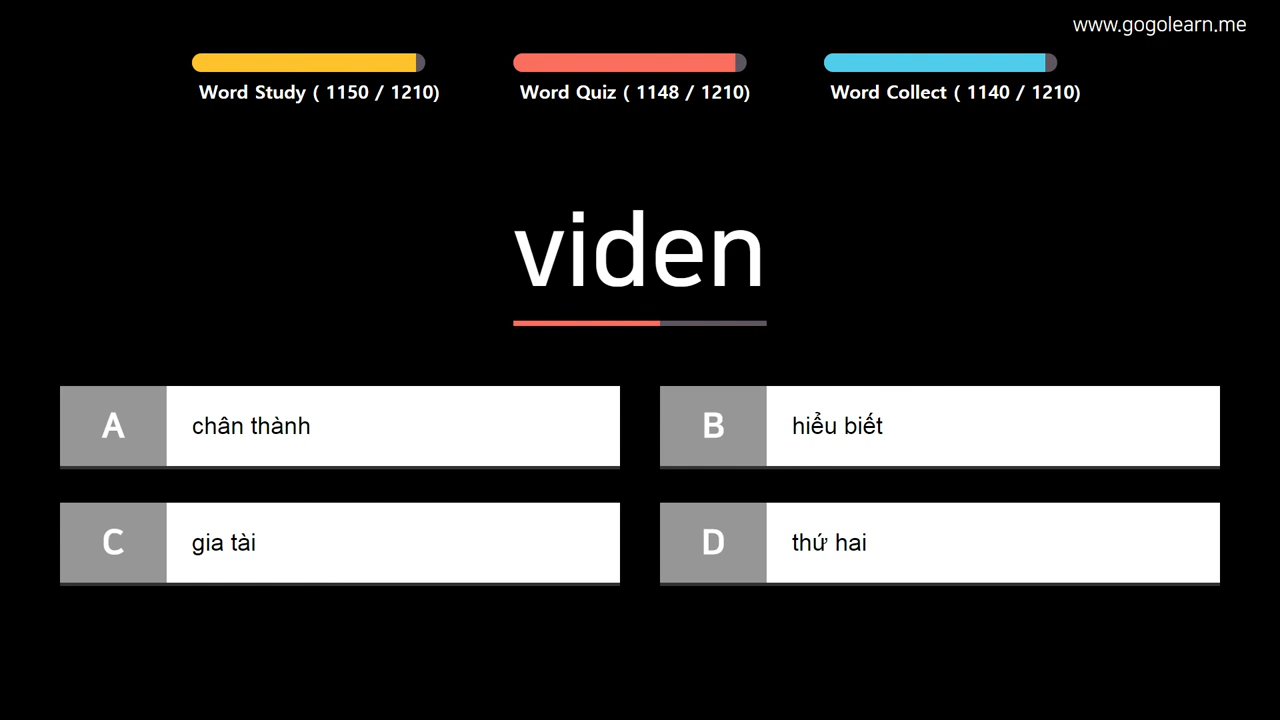 www.gogolearn.me
Word Study ( 1150 / 1210)
Word Quiz ( 1148 / 1210)
Word Collect ( 1140 / 1210)
viden
A chân thành
B hiểu biết
C gia tài
D thứ hai